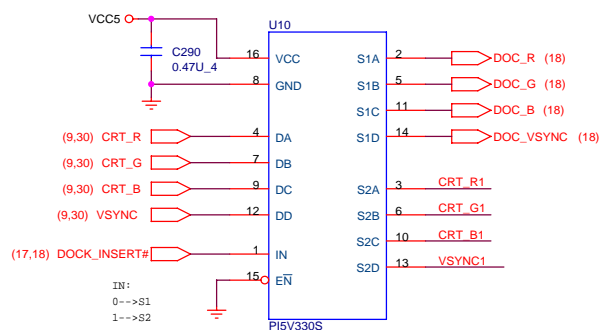 U10
VCC5
C290
0.47U_4
16 VCC S1A 2 DOC_R (18)
8 GND S1B 5 DOC_G (18)
S1C 11 DOC_B (18)
(9,30) CRT_R 4 DA S1D 14 DOC_VSYNC (18)
(9,30) CRT_G 7 DB
(9,30) CRT_B 9 DC S2A 3 CRT_R1
(9,30) VSYNC 12 DD S2B 6 CRT_G1
S2C 10 CRT_B1
(17,18) DOCK_INSERT# 1 IN S2D 13 VSYNC1
15 EN
IN:
0-->S1
1-->S2
PI5V330S